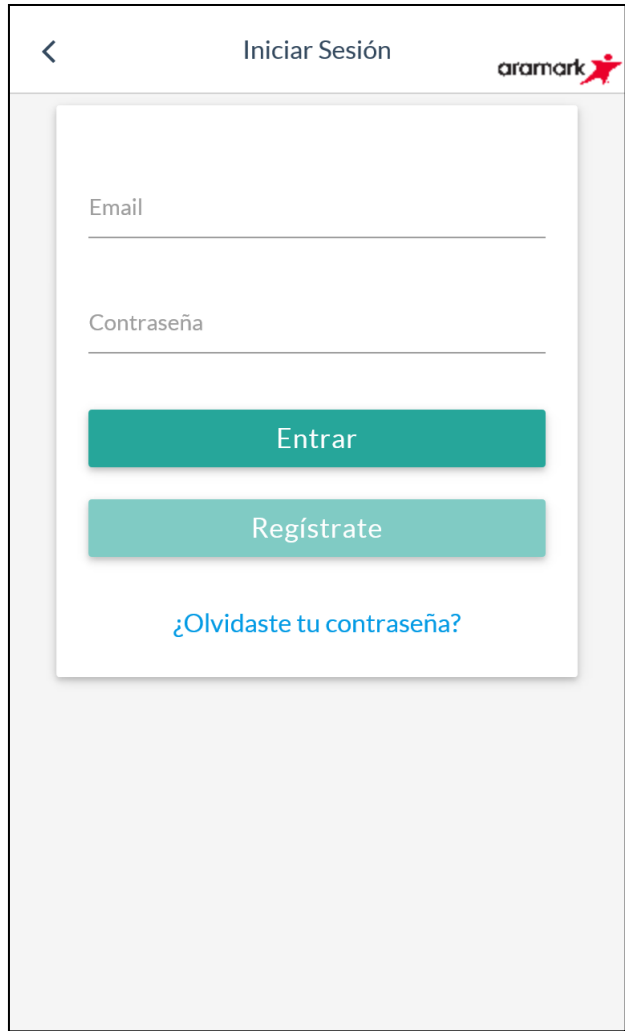 Iniciar Sesión
aramark
Email
Contraseña
Entrar
Regístrate
¿Olvidaste tu contraseña?